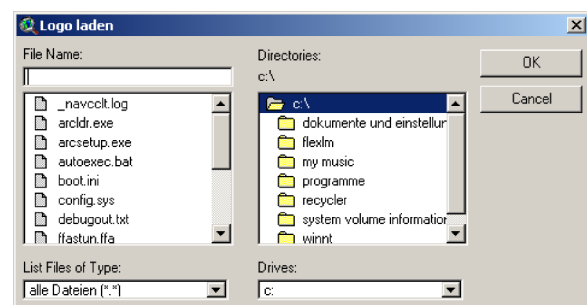 Logo laden
File Name:
Directories:
c:\
OK
Cancel
_navcclt.log
arcldr.exe
arcsetup.exe
autoexec.bat
boot.ini
config.sys
debugout.txt
ffastun.ffa
c:\
dokumente und einstellur
flexlm
my music
programme
recycler
system volume information
winnt
List Files of Type:
alle Dateien (*.*)
Drives:
c: